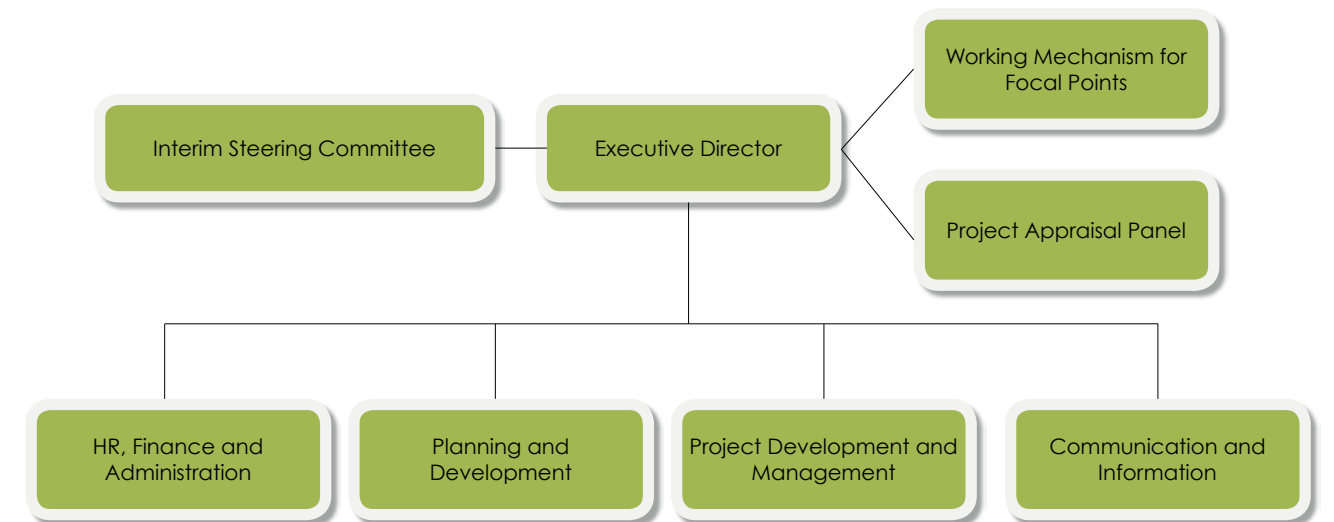 Working Mechanism for
Focal Points
Interim Steering Committee
Executive Director
Project Appraisal Panel
HR, Finance and
Administration
Planning and
Development
Project Development and
Management
Communication and
Information